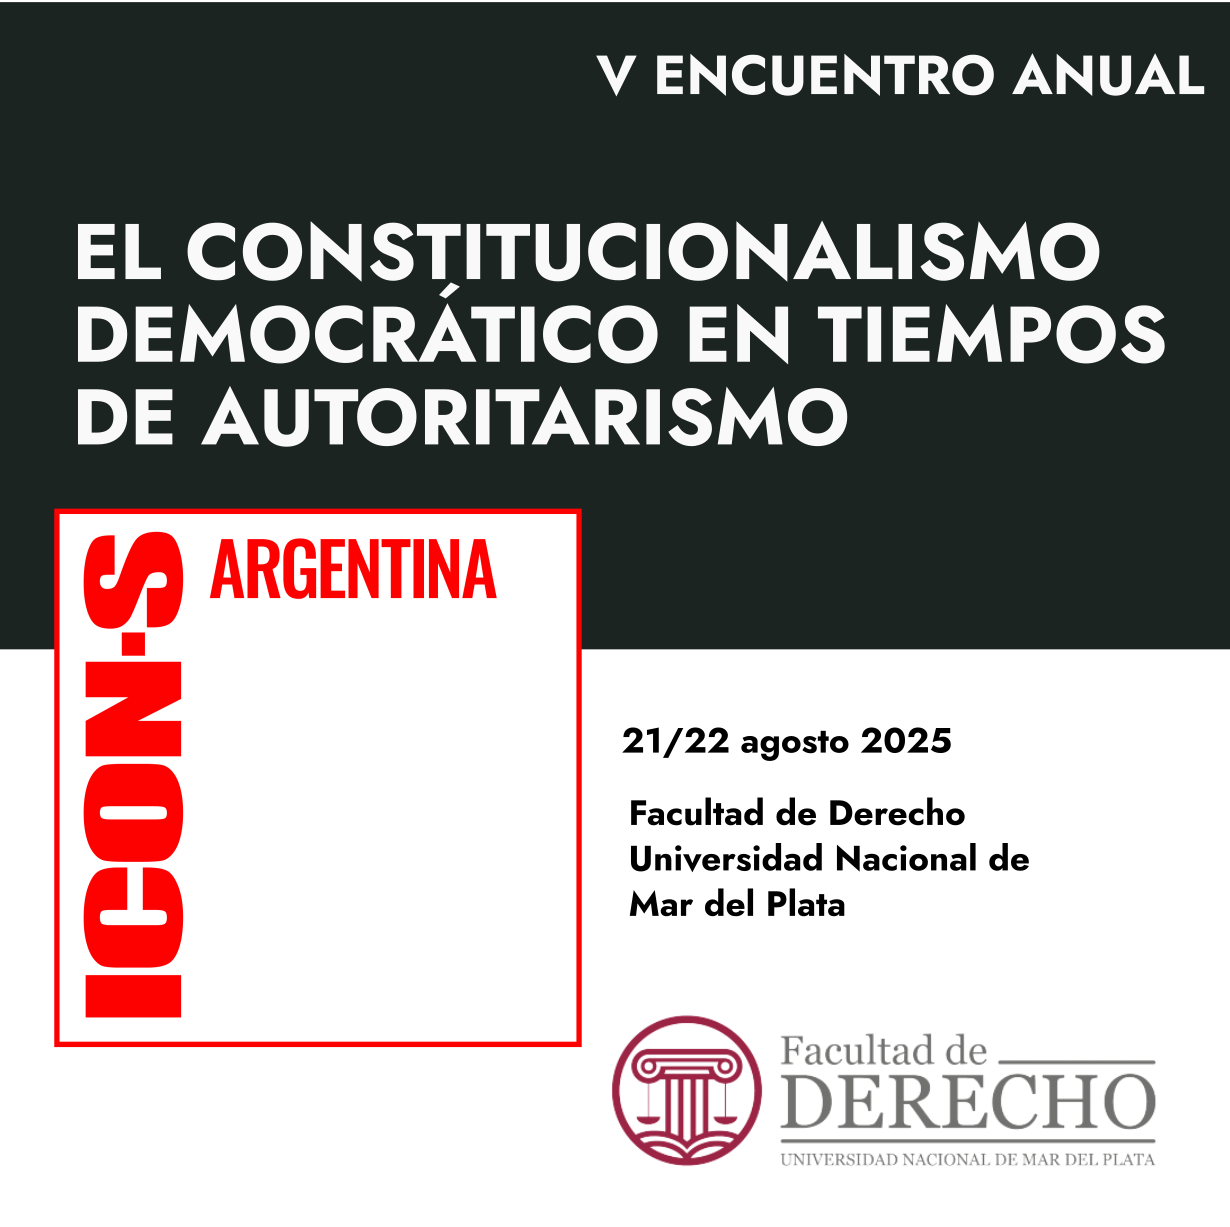 V ENCUENTRO ANUAL
EL CONSTITUCIONALISMO
DEMOCRÁTICO EN TIEMPOS
DE AUTORITARISMO
ICON·S
ARGENTINA
21/22 agosto 2025
Facultad de Derecho
Universidad Nacional de
Mar del Plata
Facultad de
DERECHO
UNIVERSIDAD NACIONAL DE MAR DEL PLATA